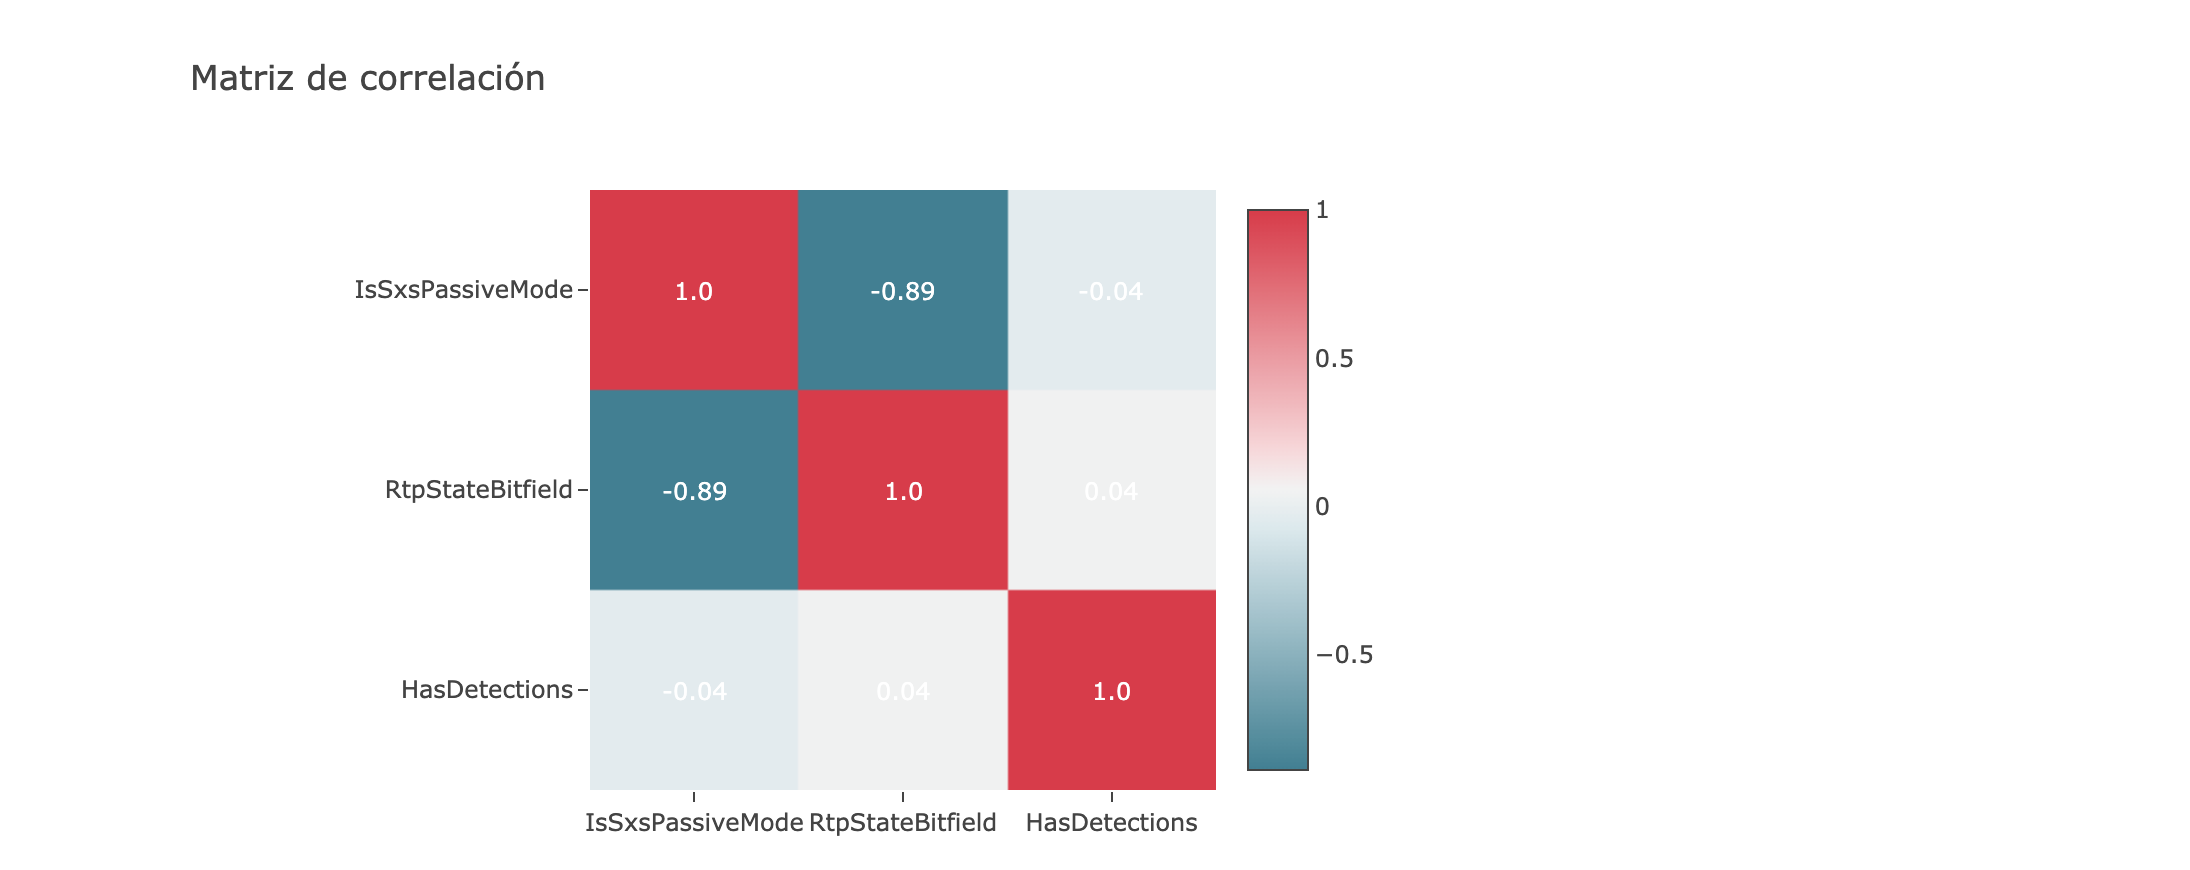 Matriz de correlación
IsSxsPassiveMode
1.0
-0.89
-0.04
RtpStateBitfield
-0.89
1.0
0.04
HasDetections
-0.04
0.04
1.0
IsSxsPassiveMode
RtpStateBitfield
HasDetections
1
0.5
0
−0.5